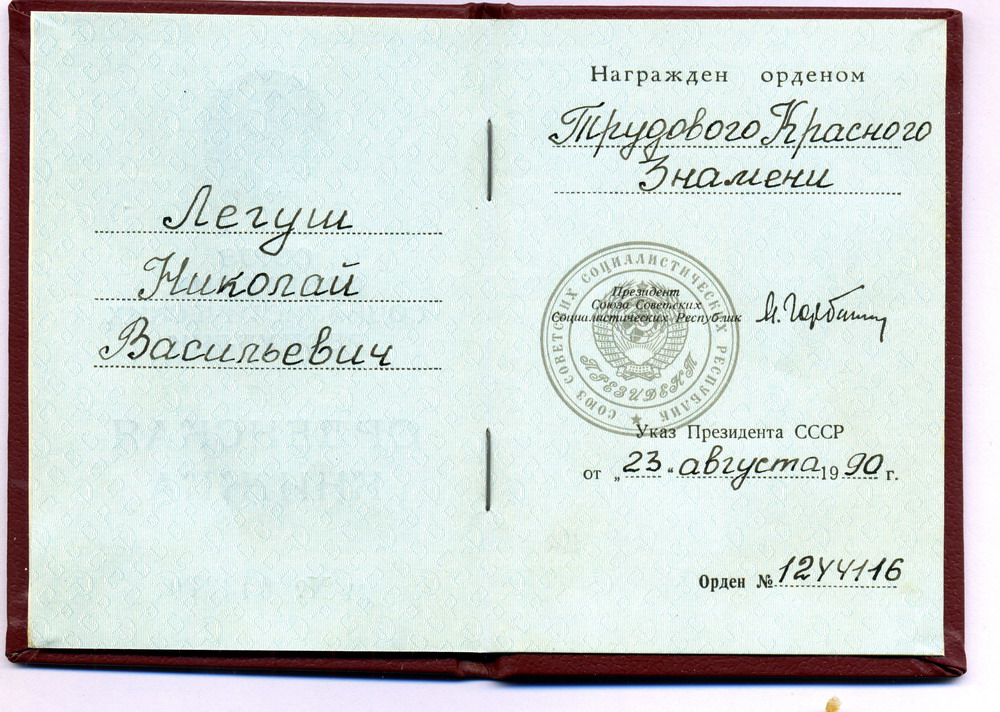 Легуш
Николай
Васильевич
Награжден орденом
Трудового Красного
Знамени
Президент
Союза Советских
Социалистических Республик
М. Горбачев
СОЮЗ СОВЕТСКИХ СОЦИАЛИСТИЧЕСКИХ РЕСПУБЛИК
ПРЕЗИДЕНТ
Указ Президента СССР
от „23“ августа 1990 г.
Орден № 1244116